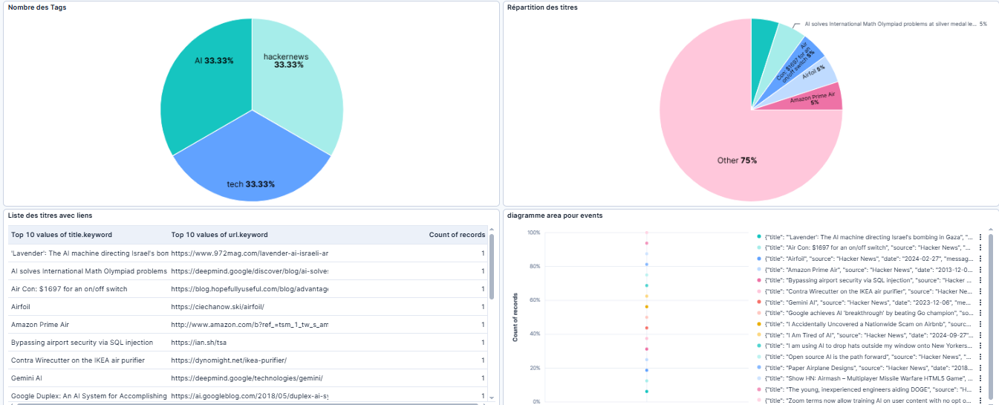 Nombre des Tags
AI 33.33%
hackernews
33.33%
tech 33.33%
Répartition des titres
AI solves International Math Olympiad problems at silver medal le... 5%
Air
Con: $1697 for an
on/off switch 5%
Airfoil 5%
Amazon Prime Air
5%
Other 75%
Liste des titres avec liens
Top 10 values of title.keyword Top 10 values of url.keyword Count of records
'Lavender': The AI machine directing Israel's bon https://www.972mag.com/lavender-ai-israeli-ar 1
AI solves International Math Olympiad problems https://deepmind.google/discover/blog/ai-solve: 1
Air Con: $1697 for an on/off switch https://blog.hopefullyuseful.com/blog/advantage 1
Airfoil https://ciechanow.ski/airfoil/ 1
Amazon Prime Air http://www.amazon.com/b?ref_=tsm_1_tw_s_am 1
Bypassing airport security via SQL injection https://ian.sh/tsa 1
Contra Wirecutter on the IKEA air purifier https://dynomight.net/ikea-purifier/ 1
Gemini AI https://deepmind.google/technologies/gemini/ 1
Google Duplex: An AI System for Accomplishing https://ai.googleblog.com/2018/05/duplex-ai-sy 1
diagramme area pour events
Count of records
100%
80%
60%
40%
20%
0%
{"title": "'Lavender': The AI machine directing Israel's bombing in Gaza", "...
{"title": "Air Con: $1697 for an on/off switch", "source": "Hacker News", "...
{"title": "Airfoil", "source": "Hacker News", "date": "2024-02-27", "messag...
{"title": "Amazon Prime Air", "source": "Hacker News", "date": "2013-12-0...
{"title": "Bypassing airport security via SQL injection", "source": "Hacker ...
{"title": "Contra Wirecutter on the IKEA air purifier", "source": "Hacker Ne...
{"title": "Gemini AI", "source": "Hacker News", "date": "2023-12-06", "me...
{"title": "Google achieves AI 'breakthrough' by beating Go champion", "so...
{"title": "I Accidentally Uncovered a Nationwide Scam on Airbnb", "sourc...
{"title": "I Am Tired of AI", "source": "Hacker News", "date": "2024-09-27"...
{"title": "I am using AI to drop hats outside my window onto New Yorkers...
{"title": "Open source AI is the path forward", "source": "Hacker News", "...
{"title": "Paper Airplane Designs", "source": "Hacker News", "date": "2018...
{"title": "Show HN: Airmash – Multiplayer Missile Warfare HTML5 Game", ...
{"title": "The young, inexperienced engineers aiding DOGE", "source": "H...
{"title": "Zoom terms now allow training AI on user content with no opt o...